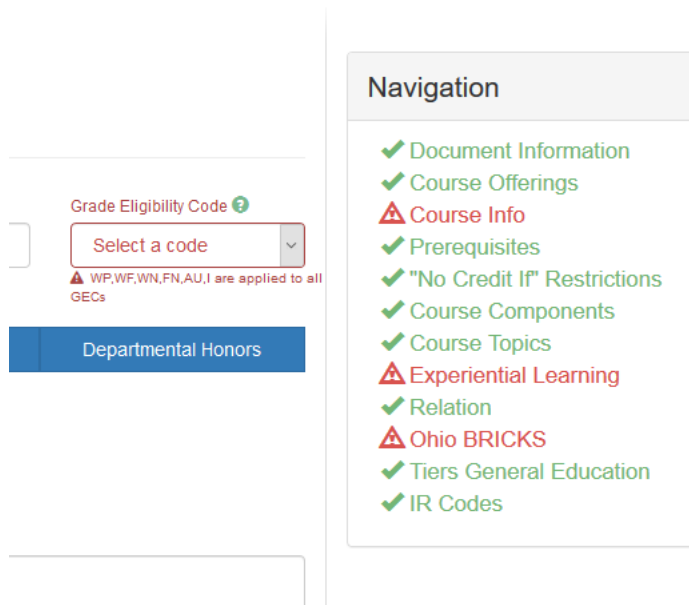 Grade Eligibility Code
Select a code
WP,WF,WN,FN,AU,I are applied to all
GECs
Departmental Honors
Navigation
Document Information
Course Offerings
Course Info
Prerequisites
"No Credit If" Restrictions
Course Components
Course Topics
Experiential Learning
Relation
Ohio BRICKS
Tiers General Education
IR Codes